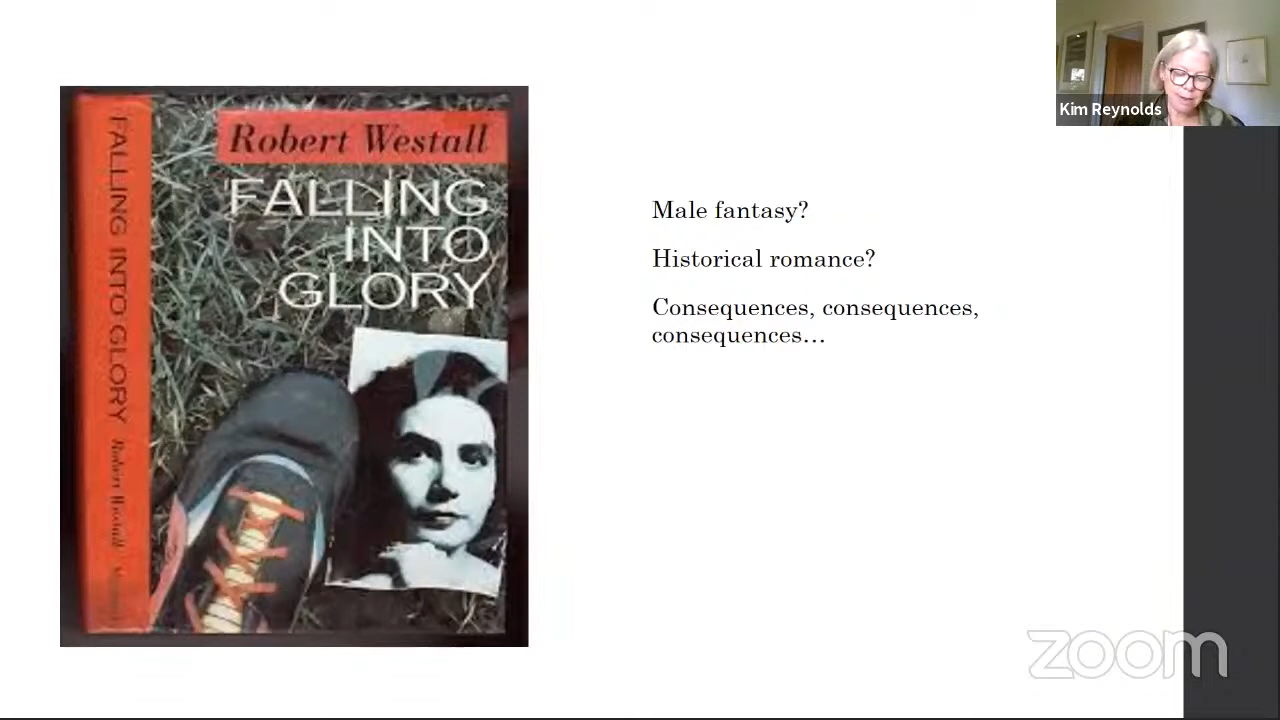 Kim Reynolds
Robert Westall
FALLING
INTO
GLORY
FALLING INTO GLORY Robert Westall
Male fantasy?
Historical romance?
Consequences, consequences,
consequences…
zoom